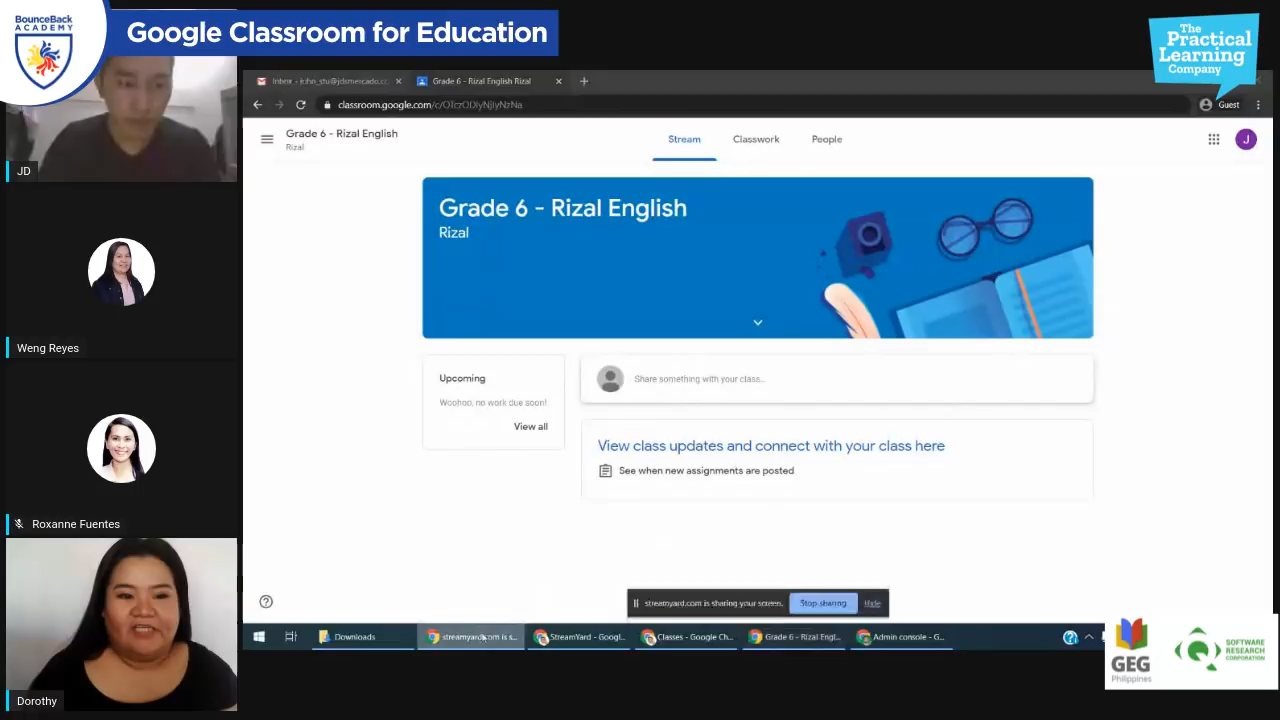 BounceBack
ACADEMY
Google Classroom for Education
The
Practical
Learning
Company
JD
Weng Reyes
Roxanne Fuentes
Dorothy
Grade 6 - Rizal English Rizal
Guest
Grade 6 - Rizal English
Rizal
Stream
Classwork
People
J
Grade 6 - Rizal English
Rizal
Upcoming
Woohoo, no work due soon!
View all
Share something with your class...
View class updates and connect with your class here
See when new assignments are posted
streamyard.com is sharing your screen.
Stop sharing
Hide
Downloads
streamyard.com is s...
StreamYard - Googl...
Classes - Google Ch...
Grade 6 - Rizal Engl...
Admin console - G...
GEG
Philippines
SOFTWARE
RESEARCH
CORPORATION